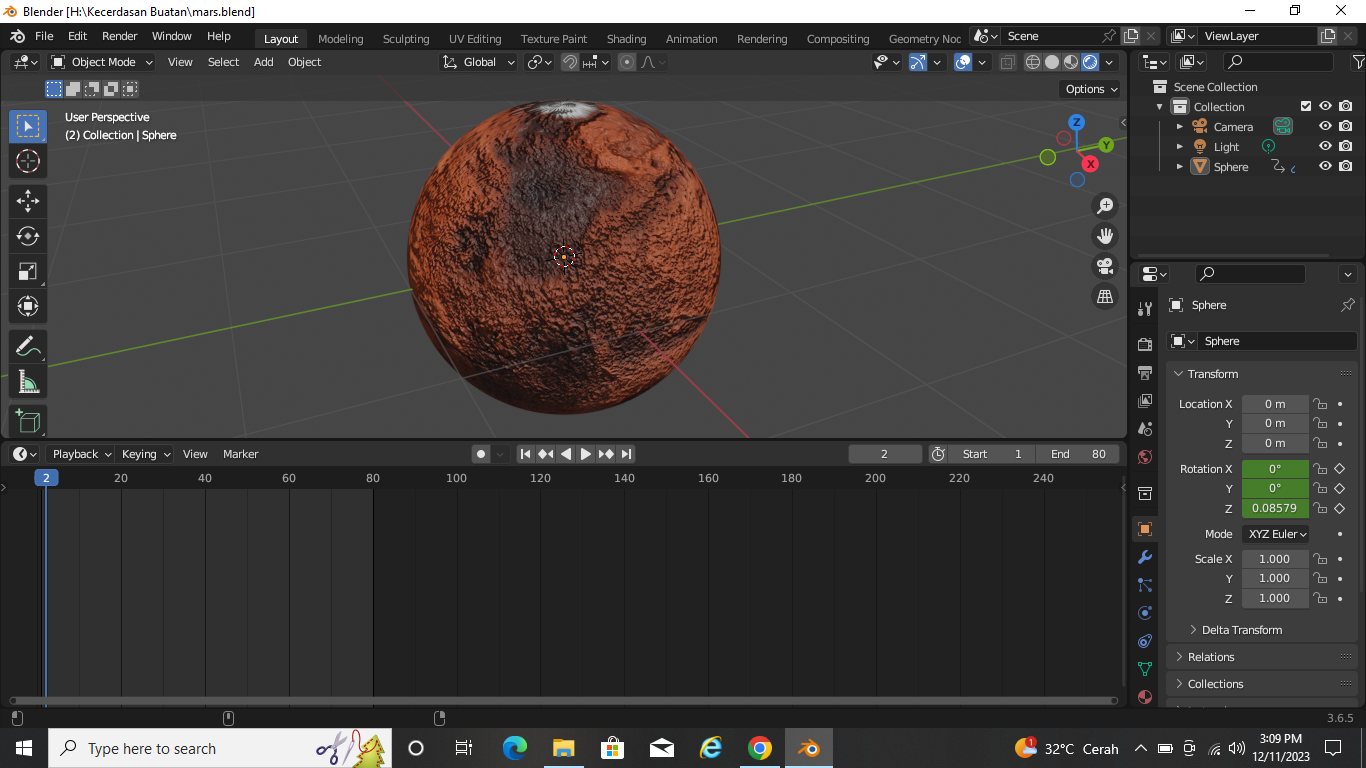 Blender [H:\Kecerdasan Buatan\mars.blend]
File Edit Render Window Help Layout Modeling Sculpting UV Editing Texture Paint Shading Animation Rendering Compositing Geometry Noc Scene ViewLayer
Object Mode View Select Add Object Global
Options
User Perspective
(2) Collection | Sphere
Z
Y
X
Scene Collection
Collection
Camera
Light
Sphere
Sphere
Sphere
Transform
Location X 0 m
Y 0 m
Z 0 m
Rotation X 0°
Y 0°
Z 0.08579
Mode XYZ Euler
Scale X 1.000
Y 1.000
Z 1.000
Delta Transform
Relations
Collections
Playback Keying View Marker 2 Start 1 End 80
2 20 40 60 80 100 120 140 160 180 200 220 240
3.6.5
Type here to search
1 32°C Cerah
3:09 PM
12/11/2023